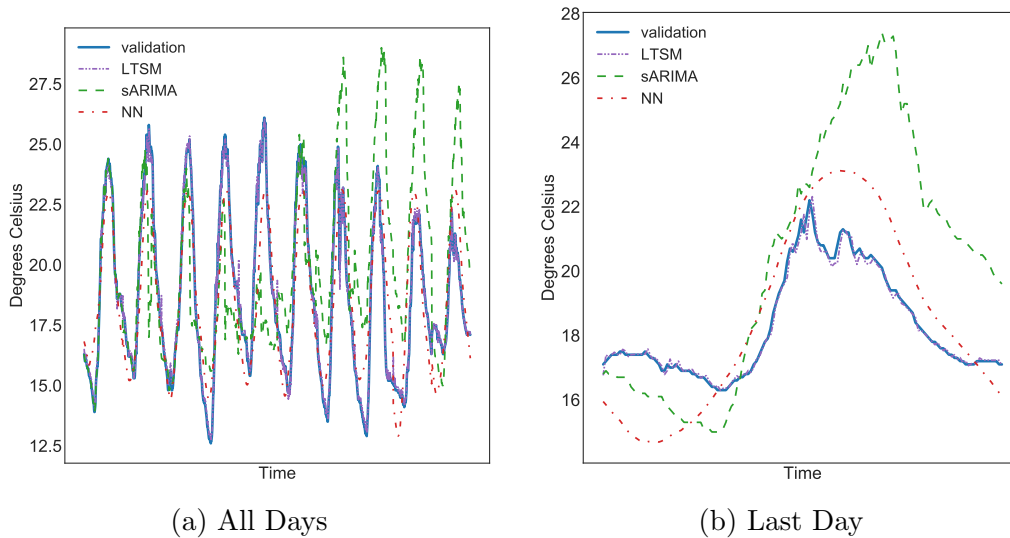 validation
LTSM
sARIMA
NN
27.5
25.0
22.5
20.0
17.5
15.0
12.5
Degrees Celsius
Time
(a) All Days
28
26
24
22
20
18
16
validation
LTSM
sARIMA
NN
Degrees Celsius
Time
(b) Last Day